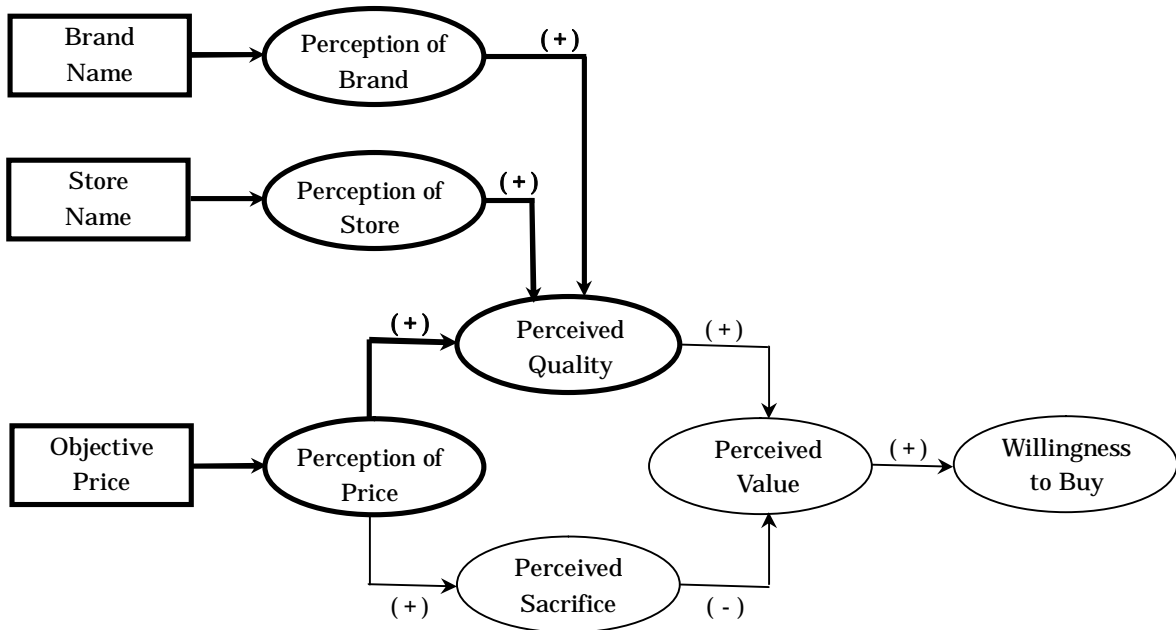 Brand
Name
Perception of
Brand
(+)
Store
Name
Perception of
Store
(+)
(+)
Perceived
Quality
(+)
Objective
Price
Perception of
Price
Perceived
Value
(+)
Willingness
to Buy
(+)
Perceived
Sacrifice
(-)